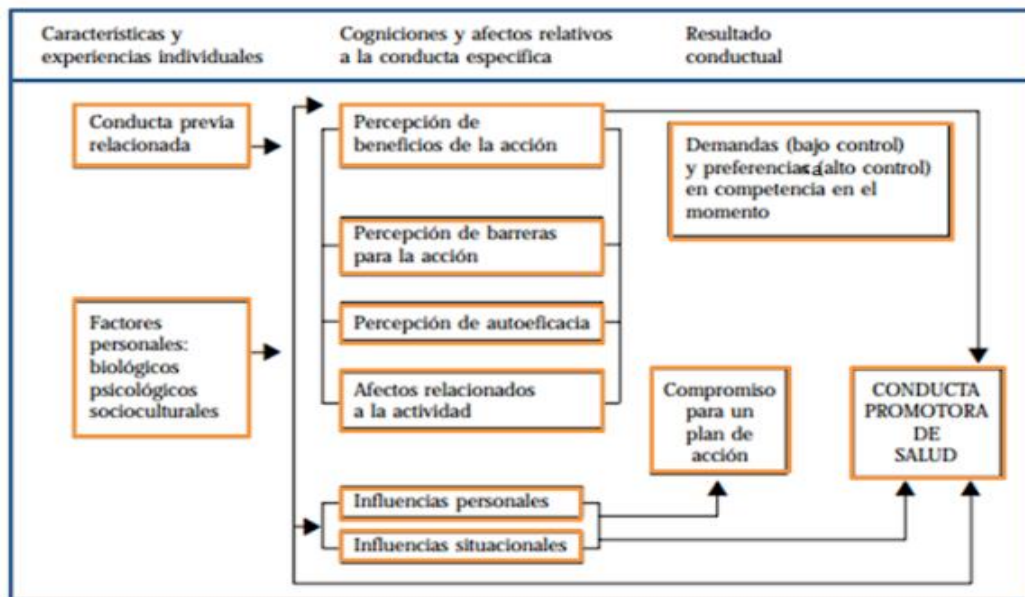 Características y
experiencias individuales
Cogniciones y afectos relativos
a la conducta especifica
Resultado
conductual
Conducta previa
relacionada
Factores
personales:
biológicos
psicológicos
socioculturales
Percepción de
beneficios de la acción
Percepción de barreras
para la acción
Percepción de autoeficacia
Afectos relacionados
a la actividad
Influencias personales
Influencias situacionales
Demandas (bajo control)
y (alto control)
en competencia en el
momento
Compromiso
para un
plan de
acción
CONDUCTA
PROMOTORA
DE
SALUD